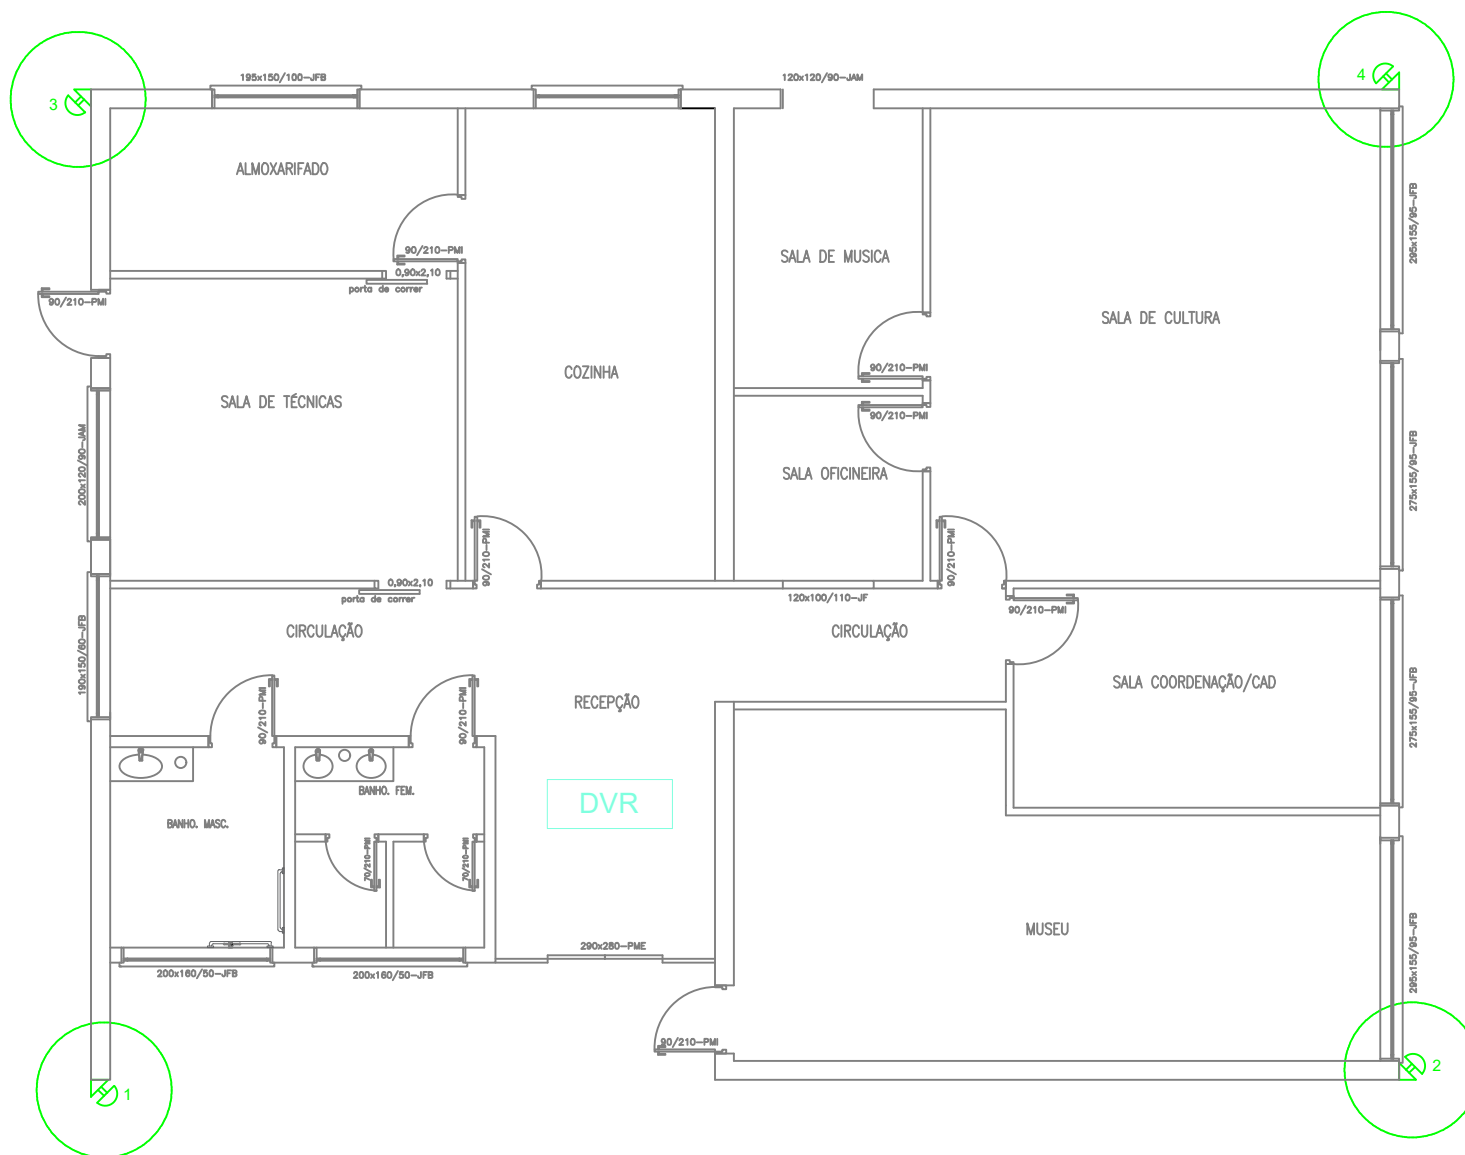 195x150/100-JFB
120x120/90-JAM
3
4
ALMOXARIFADO
90/210-PMI
0,90x2,10
porta de correr
90/210-PMI
SALA DE MUSICA
295x155/95-JFB
SALA DE CULTURA
COZINHA
90/210-PMI
SALA DE TÉCNICAS
90/210-PMI
200x120/90-JAM
275x155/95-JFB
SALA OFICINEIRA
90/210-PMI
90/210-PMI
0,90x2,10
porta de correr
120x100/110-JF
90/210-PMI
CIRCULAÇÃO
CIRCULAÇÃO
190x150/60-JFB
SALA COORDENAÇÃO/CAD
RECEPÇÃO
90/210-PMI
90/210-PMI
275x155/95-JFB
BANHO. FEM.
DVR
BANHO. MASC.
70/210-PMI
70/210-PMI
MUSEU
290x280-PME
295x155/95-JFB
200x160/50-JFB
200x160/50-JFB
90/210-PMI
1
2